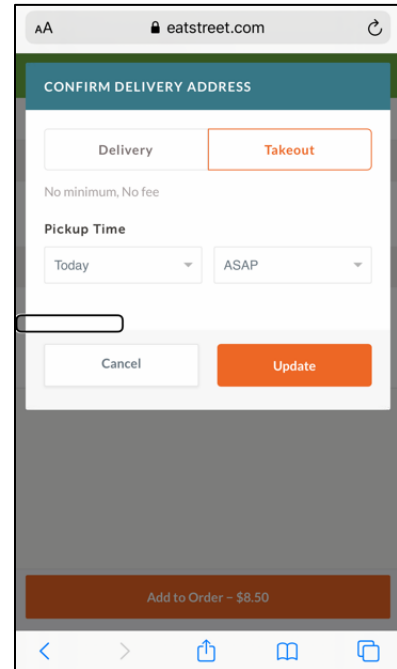 AA eatstreet.com
CONFIRM DELIVERY ADDRESS
Delivery Takeout
No minimum, No fee
Pickup Time
Today ASAP
Cancel Update
Add to Order – $8.50